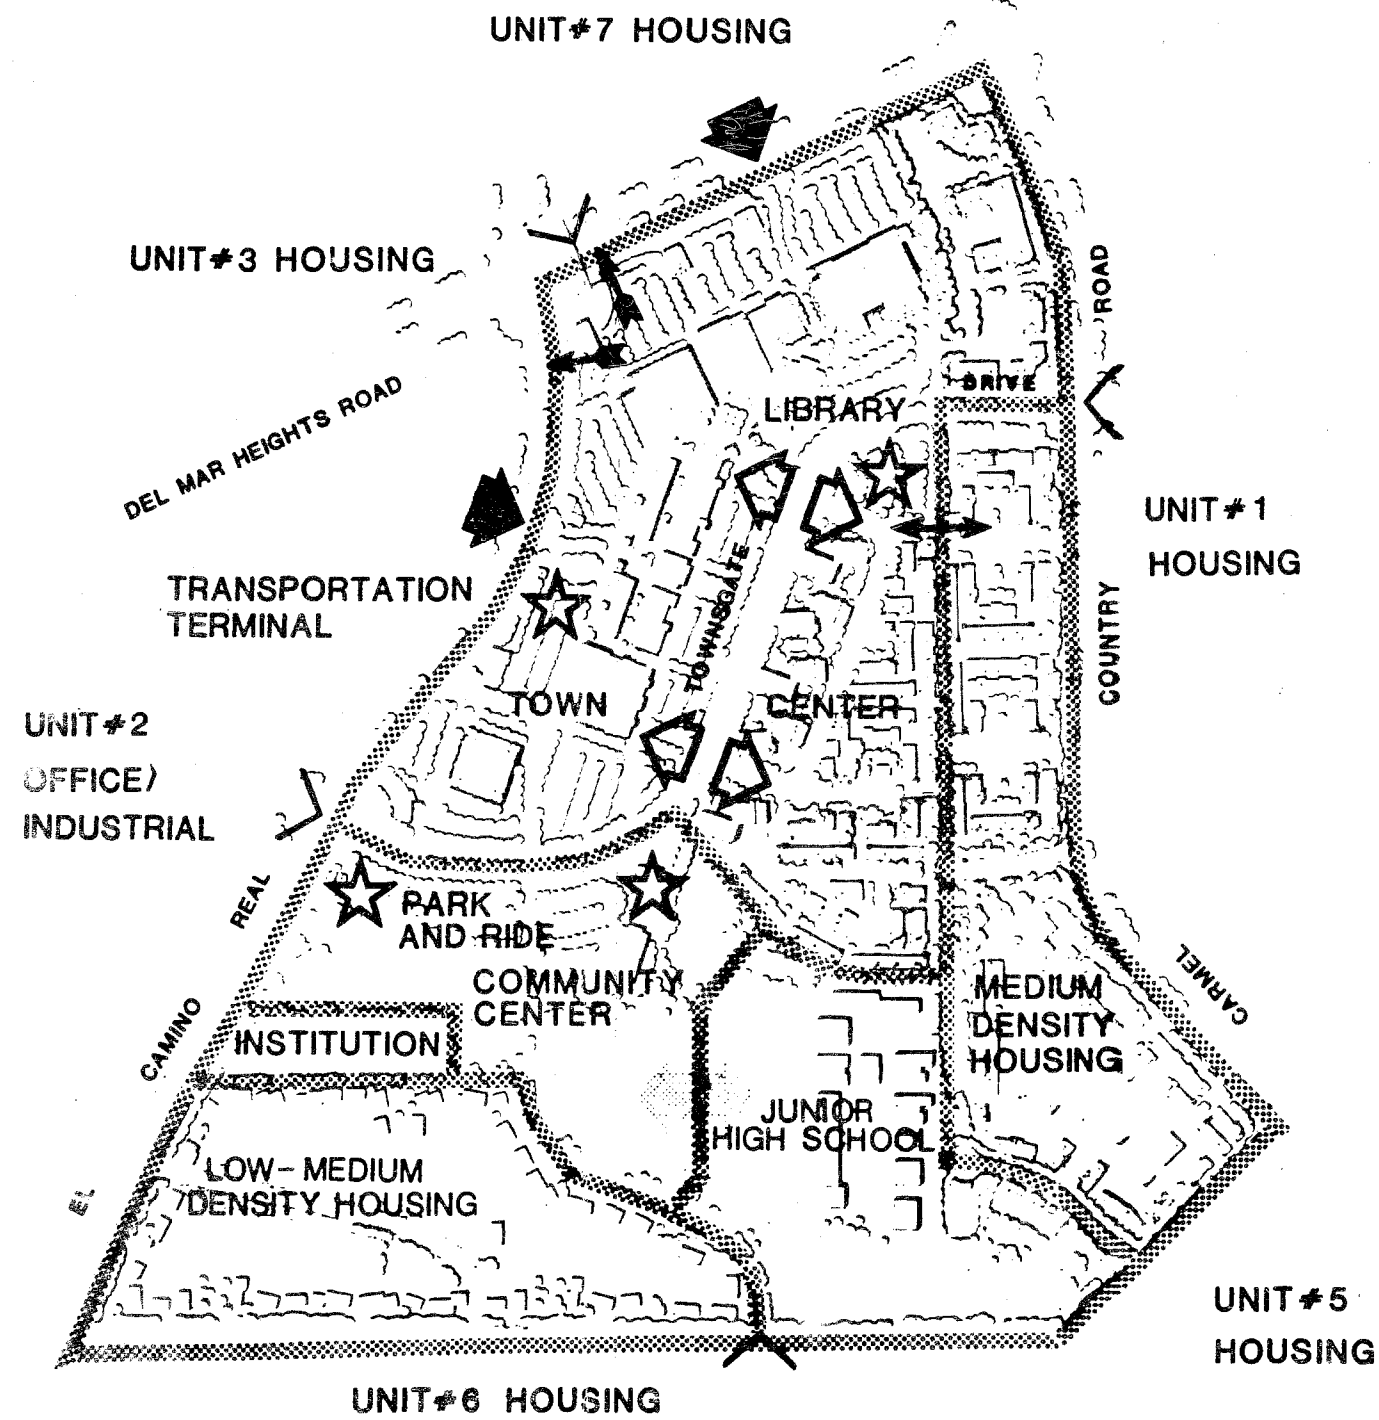 UNIT#7 HOUSING
UNIT#3 HOUSING
ROAD
DEL MAR HEIGHTS ROAD
DRIVE
LIBRARY
UNIT#1
HOUSING
TOWNSGATE
TRANSPORTATION
TERMINAL
COUNTRY
TOWN
CENTER
UNIT#2
OFFICE/
INDUSTRIAL
REAL
PARK
AND RIDE
COMMUNITY
CENTER
CARMEL
MEDIUM
DENSITY
HOUSING
CAMINO
INSTITUTION
JUNIOR
HIGH SCHOOL
LOW-MEDIUM
DENSITY HOUSING
EL
UNIT#5
HOUSING
UNIT#6 HOUSING